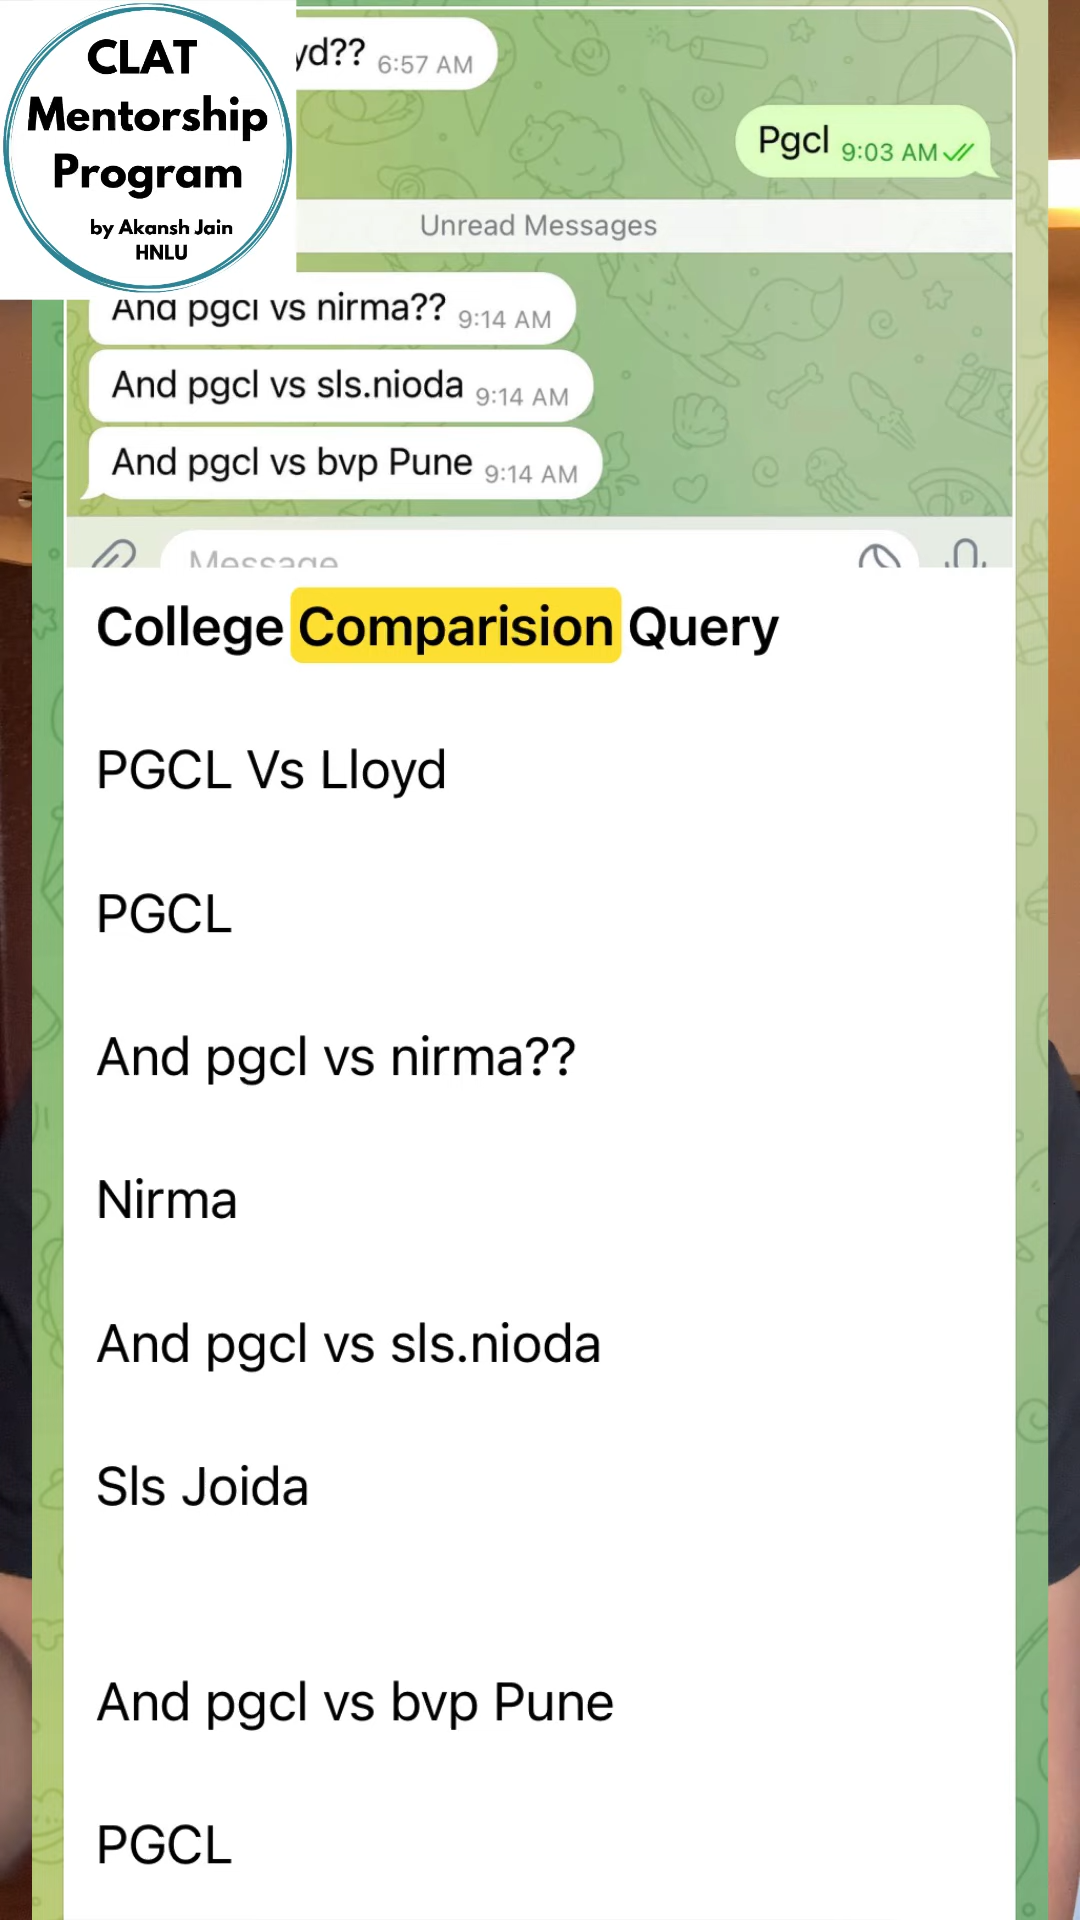 CLAT
Mentorship
Program
by Akansh Jain
HNLU
yd?? 6:57 AM
Pgcl 9:03 AM
Unread Messages
And pgcl vs nirma?? 9:14 AM
And pgcl vs sls.nioda 9:14 AM
And pgcl vs bvp Pune 9:14 AM
Message
College Comparision Query
PGCL Vs Lloyd
PGCL
And pgcl vs nirma??
Nirma
And pgcl vs sls.nioda
Sls Joida
And pgcl vs bvp Pune
PGCL